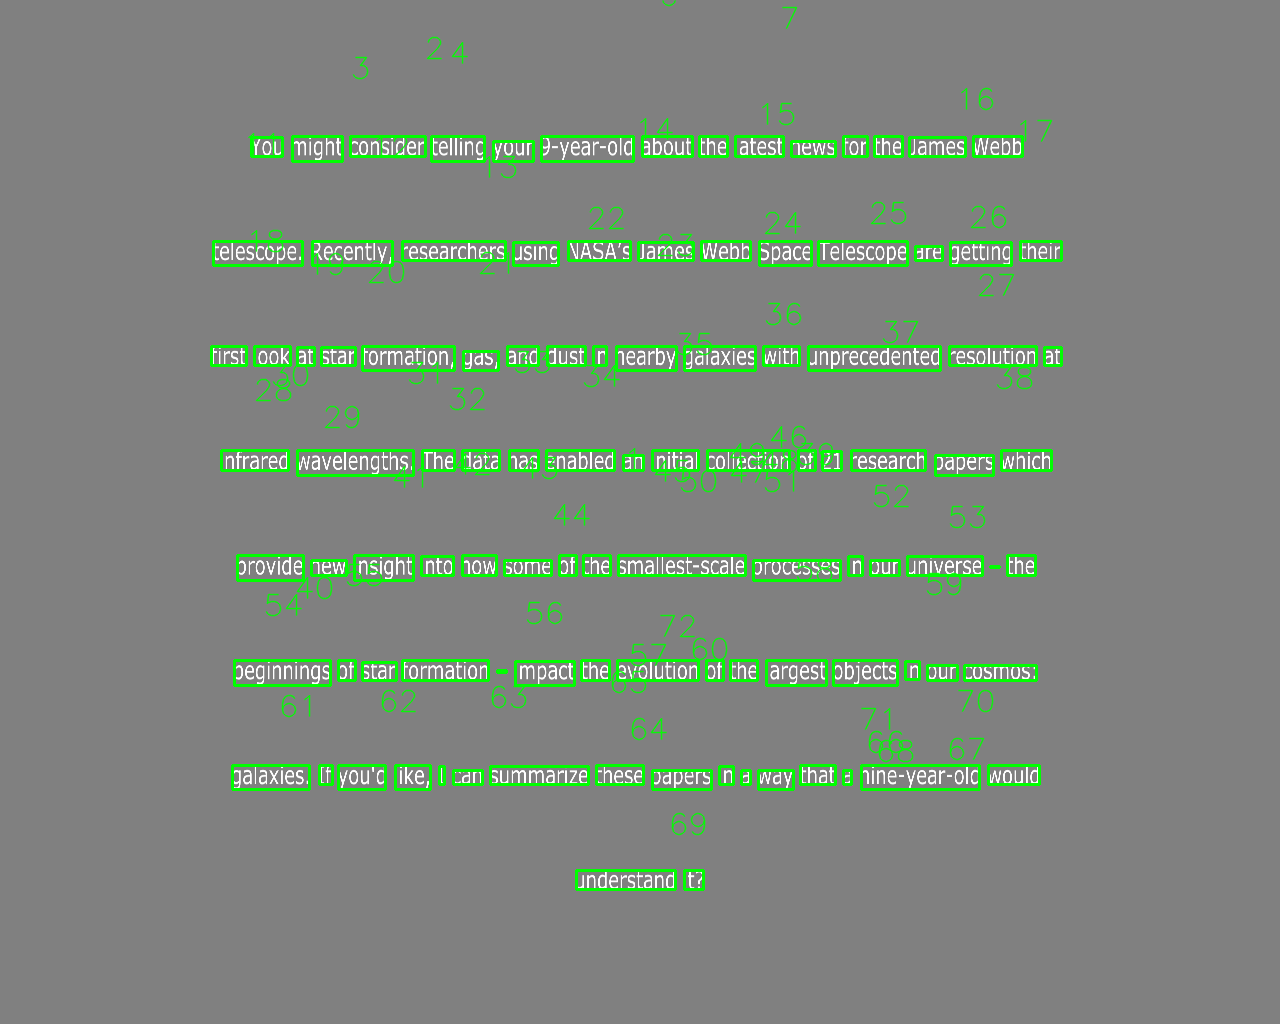 You might consider telling your 9-year-old about the latest news for the James Webb
telescope. Recently, researchers using NASA's James Webb Space Telescope are getting their
first look at star formation, gas, and dust in nearby galaxies with unprecedented resolution at
infrared wavelengths. The data has enabled an initial collection of 21 research papers which
provide new insight into how some of the smallest-scale processes in our universe – the
beginnings of star formation – impact the evolution of the largest objects in our cosmos:
galaxies. If you'd like, I can summarize these papers in a way that a nine-year-old would
understand it?